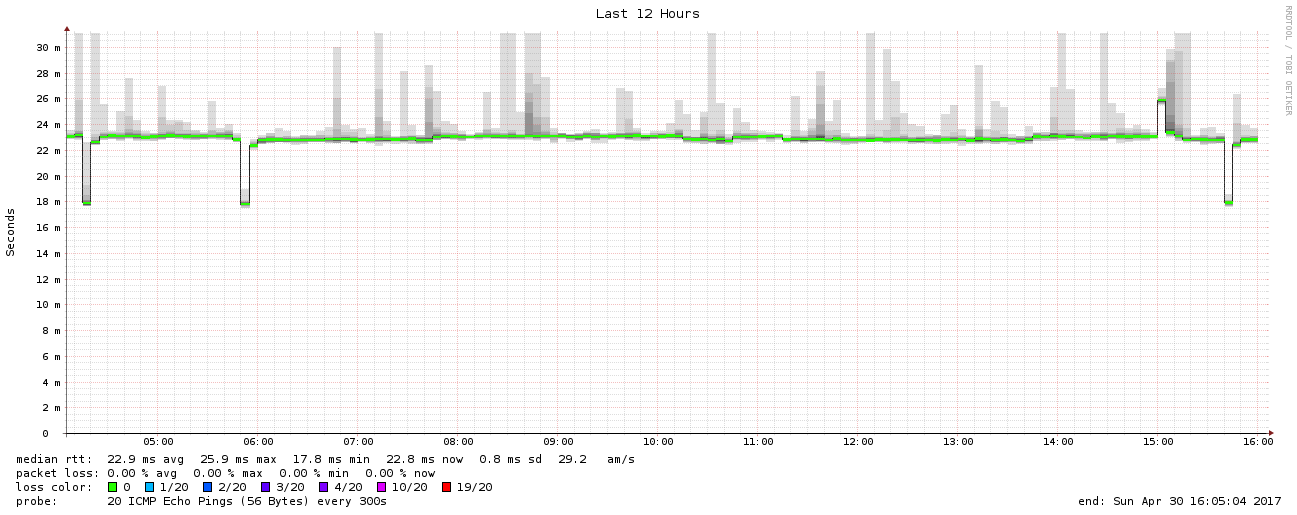 Last 12 Hours
RRDTOOL / TOBI OETIKER
Seconds
30 m
28 m
26 m
24 m
22 m
20 m
18 m
16 m
14 m
12 m
10 m
8 m
6 m
4 m
2 m
0
05:00 06:00 07:00 08:00 09:00 10:00 11:00 12:00 13:00 14:00 15:00 16:00
median rtt: 22.9 ms avg 25.9 ms max 17.8 ms min 22.8 ms now 0.8 ms sd 29.2 am/s
packet loss: 0.00 % avg 0.00 % max 0.00 % min 0.00 % now
loss color: 0 1/20 2/20 3/20 4/20 10/20 19/20
probe: 20 ICMP Echo Pings (56 Bytes) every 300s end: Sun Apr 30 16:05:04 2017